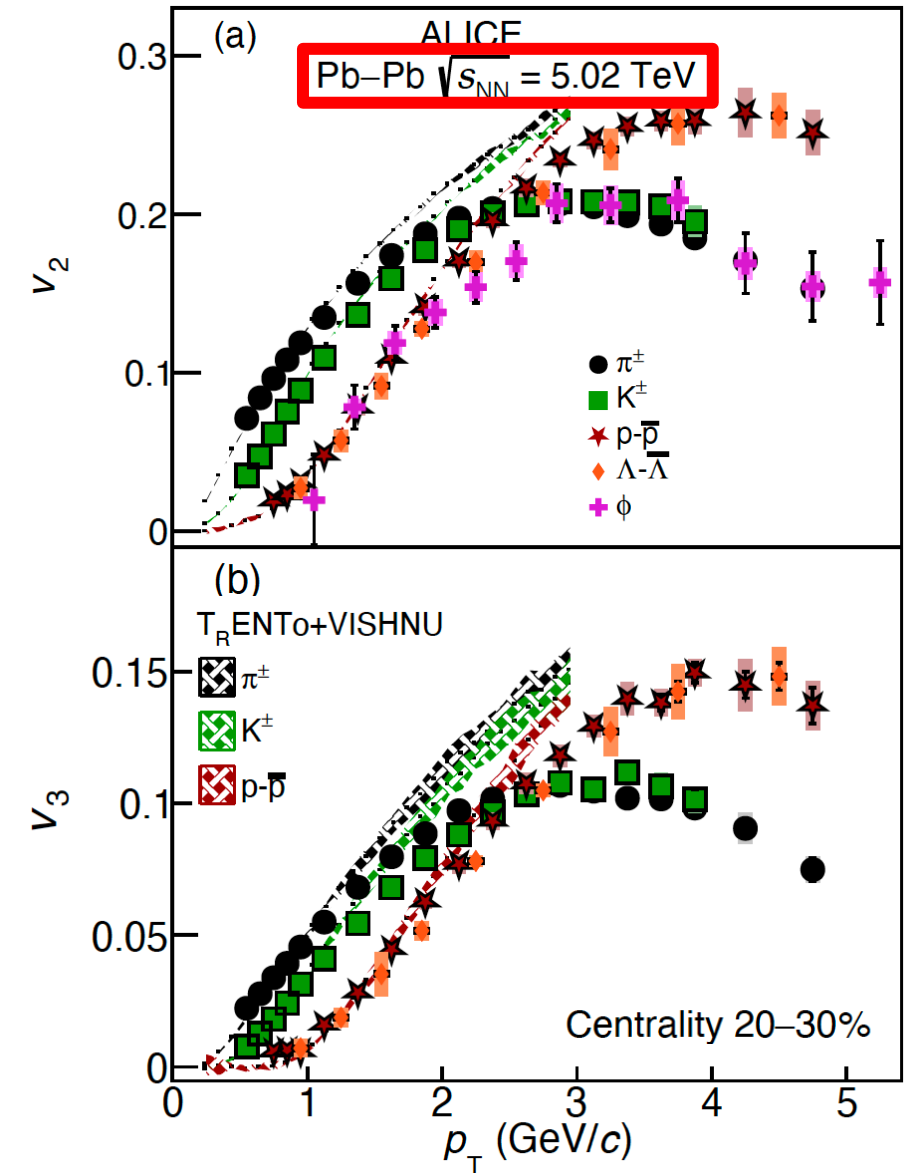 (a)
ALICE
Pb–Pb √sNN = 5.02 TeV
0.3
0.2
v2
0.1
0
π±
K±
p-p̅
Λ-Λ̅
ϕ
(b)
TRENTo+VISHNU
π±
K±
p-p̅
0.15
0.1
v3
0.05
0
Centrality 20–30%
0 1 2 3 4 5
pT (GeV/c)